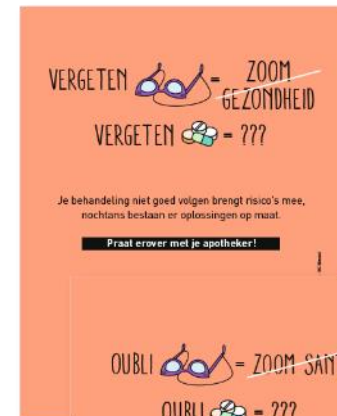 VERGETEN = ZOOM
GEZONDHEID
VERGETEN = ???
Je behandeling niet goed volgen brengt risico's mee,
nochtans bestaan er oplossingen op maat.
Praat erover met je apotheker!
OUBLI = ZOOM SANT
OUBLI = ???